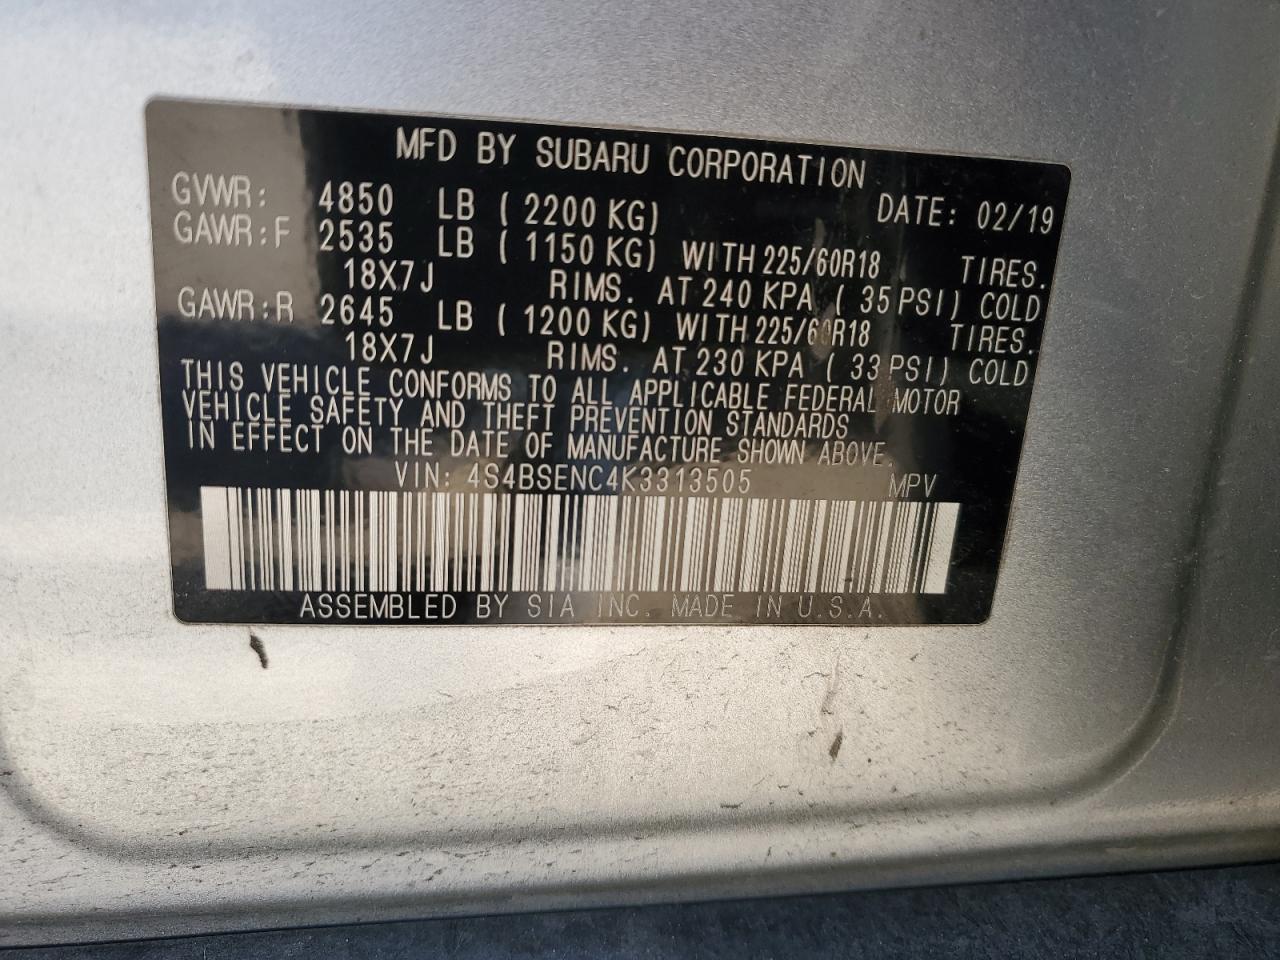 MFD BY SUBARU CORPORATION
GVWR: 4850 LB ( 2200 KG) DATE: 02/19
GAWR:F 2535 LB ( 1150 KG) WITH 225/60R18 TIRES.
18X7J RIMS. AT 240 KPA ( 35 PSI) COLD
GAWR:R 2645 LB ( 1200 KG) WITH 225/60R18 TIRES.
18X7J RIMS. AT 230 KPA ( 33 PSI) COLD
THIS VEHICLE CONFORMS TO ALL APPLICABLE FEDERAL MOTOR
VEHICLE SAFETY AND THEFT PREVENTION STANDARDS
IN EFFECT ON THE DATE OF MANUFACTURE SHOWN ABOVE.
VIN: 4S4BSENC4K3313505 MPV
ASSEMBLED BY SIA INC. MADE IN U.S.A.